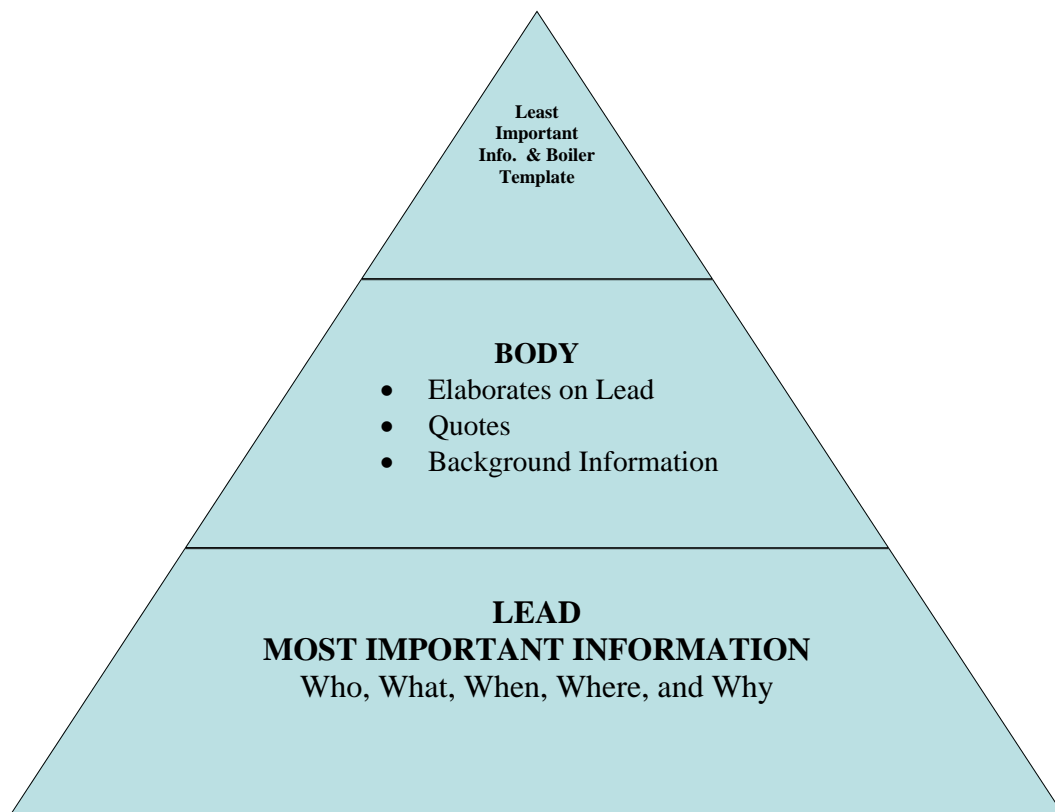 Least
Important
Info. & Boiler
Template
BODY
• Elaborates on Lead
• Quotes
• Background Information
LEAD
MOST IMPORTANT INFORMATION
Who, What, When, Where, and Why